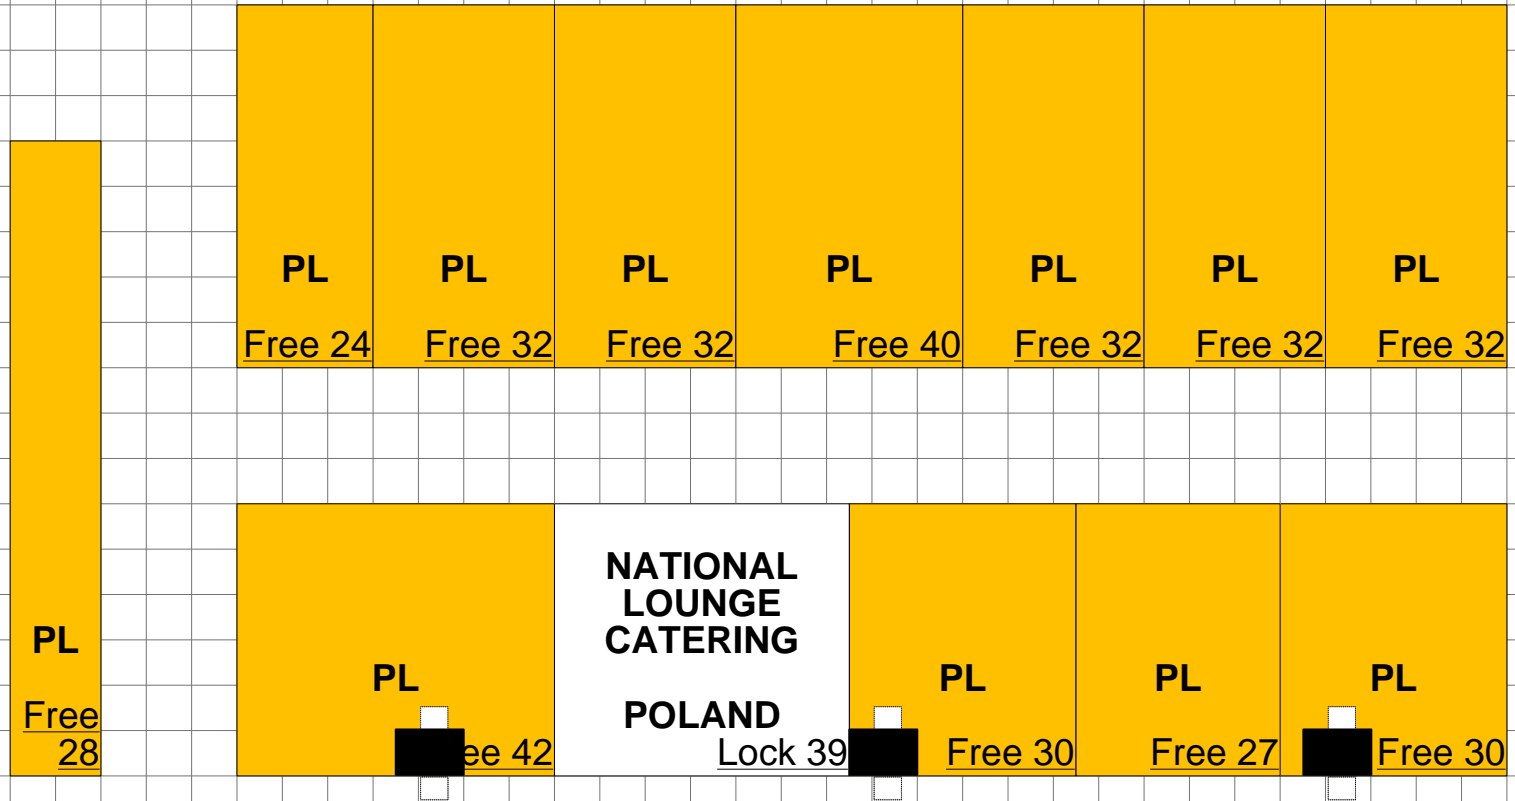 PL
Free 24
PL
Free 32
PL
Free 32
PL
Free 40
PL
Free 32
PL
Free 32
PL
Free 32
PL
Free
28
PL
ee 42
NATIONAL
LOUNGE
CATERING
POLAND
Lock 39
PL
Free 30
PL
Free 27
PL
Free 30